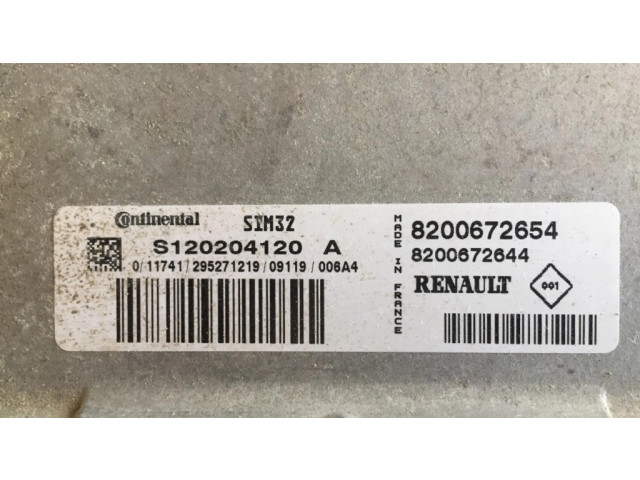 Continental SIM32
S120204120 A
0/11741/295271219/09119/006A4
MADE IN FRANCE
8200672654
8200672644
RENAULT 001